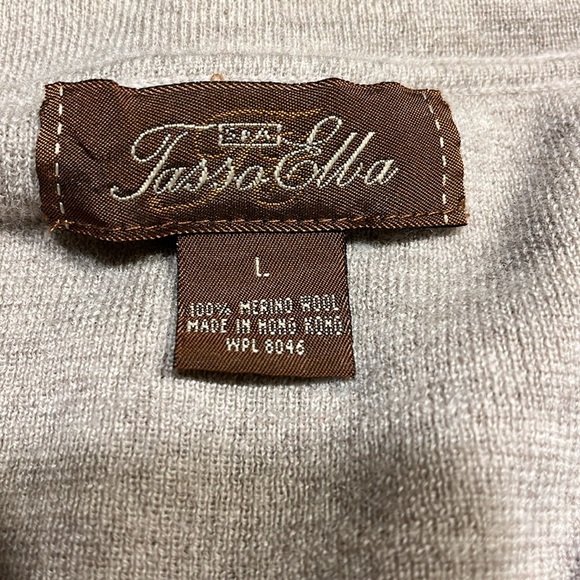 S.P.A.
Tasso Elba
L
100% MERINO WOOL
MADE IN HONG KONG
WPL 8046